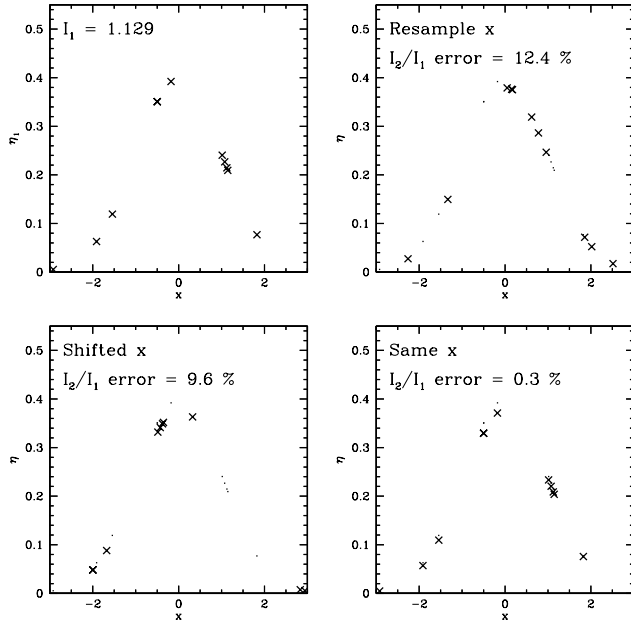 I₁ = 1.129
0.5
0.4
0.3
0.2
0.1
0
η₁
−2
0
2
x
Resample x
I₂/I₁ error = 12.4 %
0.5
0.4
0.3
0.2
0.1
0
η
−2
0
2
x
Shifted x
I₂/I₁ error = 9.6 %
0.5
0.4
0.3
0.2
0.1
0
η
−2
0
2
x
Same x
I₂/I₁ error = 0.3 %
0.5
0.4
0.3
0.2
0.1
0
η
−2
0
2
x